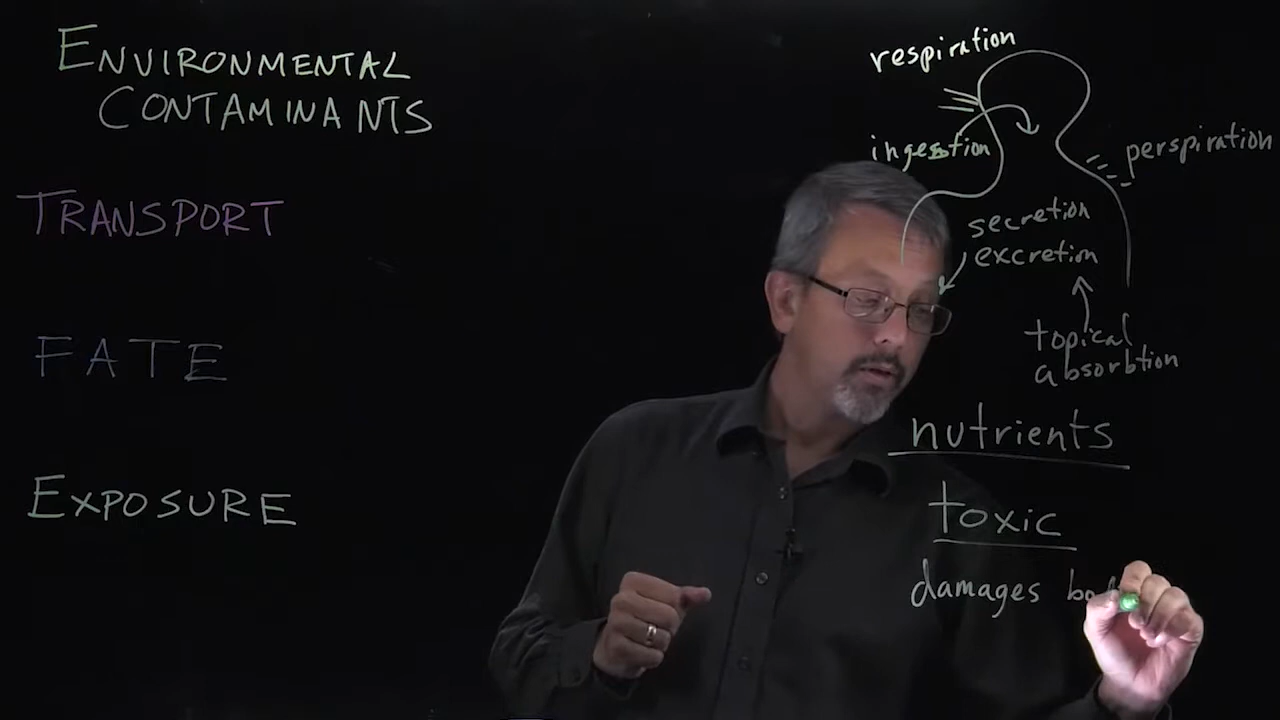 ENVIRONMENTAL
CONTAMINANTS
TRANSPORT
FATE
EXPOSURE
respiration
ingestion
perspiration
secretion
excretion
topical
absorbtion
nutrients
toxic
damages